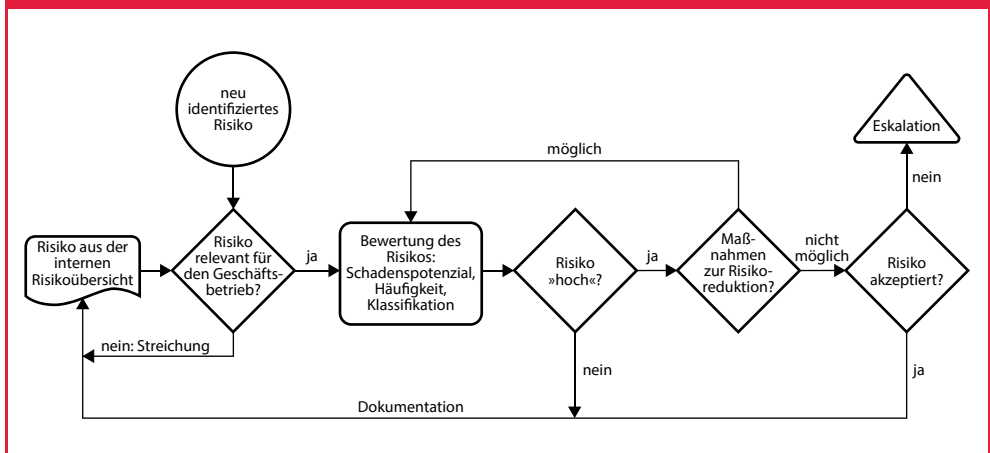 neu
identifiziertes
Risiko
Eskalation
möglich
nein
Risiko aus der
internen
Risikoübersicht
Risiko
relevant für
den Geschäfts-
betrieb?
ja
Bewertung des
Risikos:
Schadenspotenzial,
Häufigkeit,
Klassifikation
Risiko
»hoch«?
ja
Maß-
nahmen
zur Risiko-
reduktion?
nicht
möglich
Risiko
akzeptiert?
nein: Streichung
nein
ja
Dokumentation